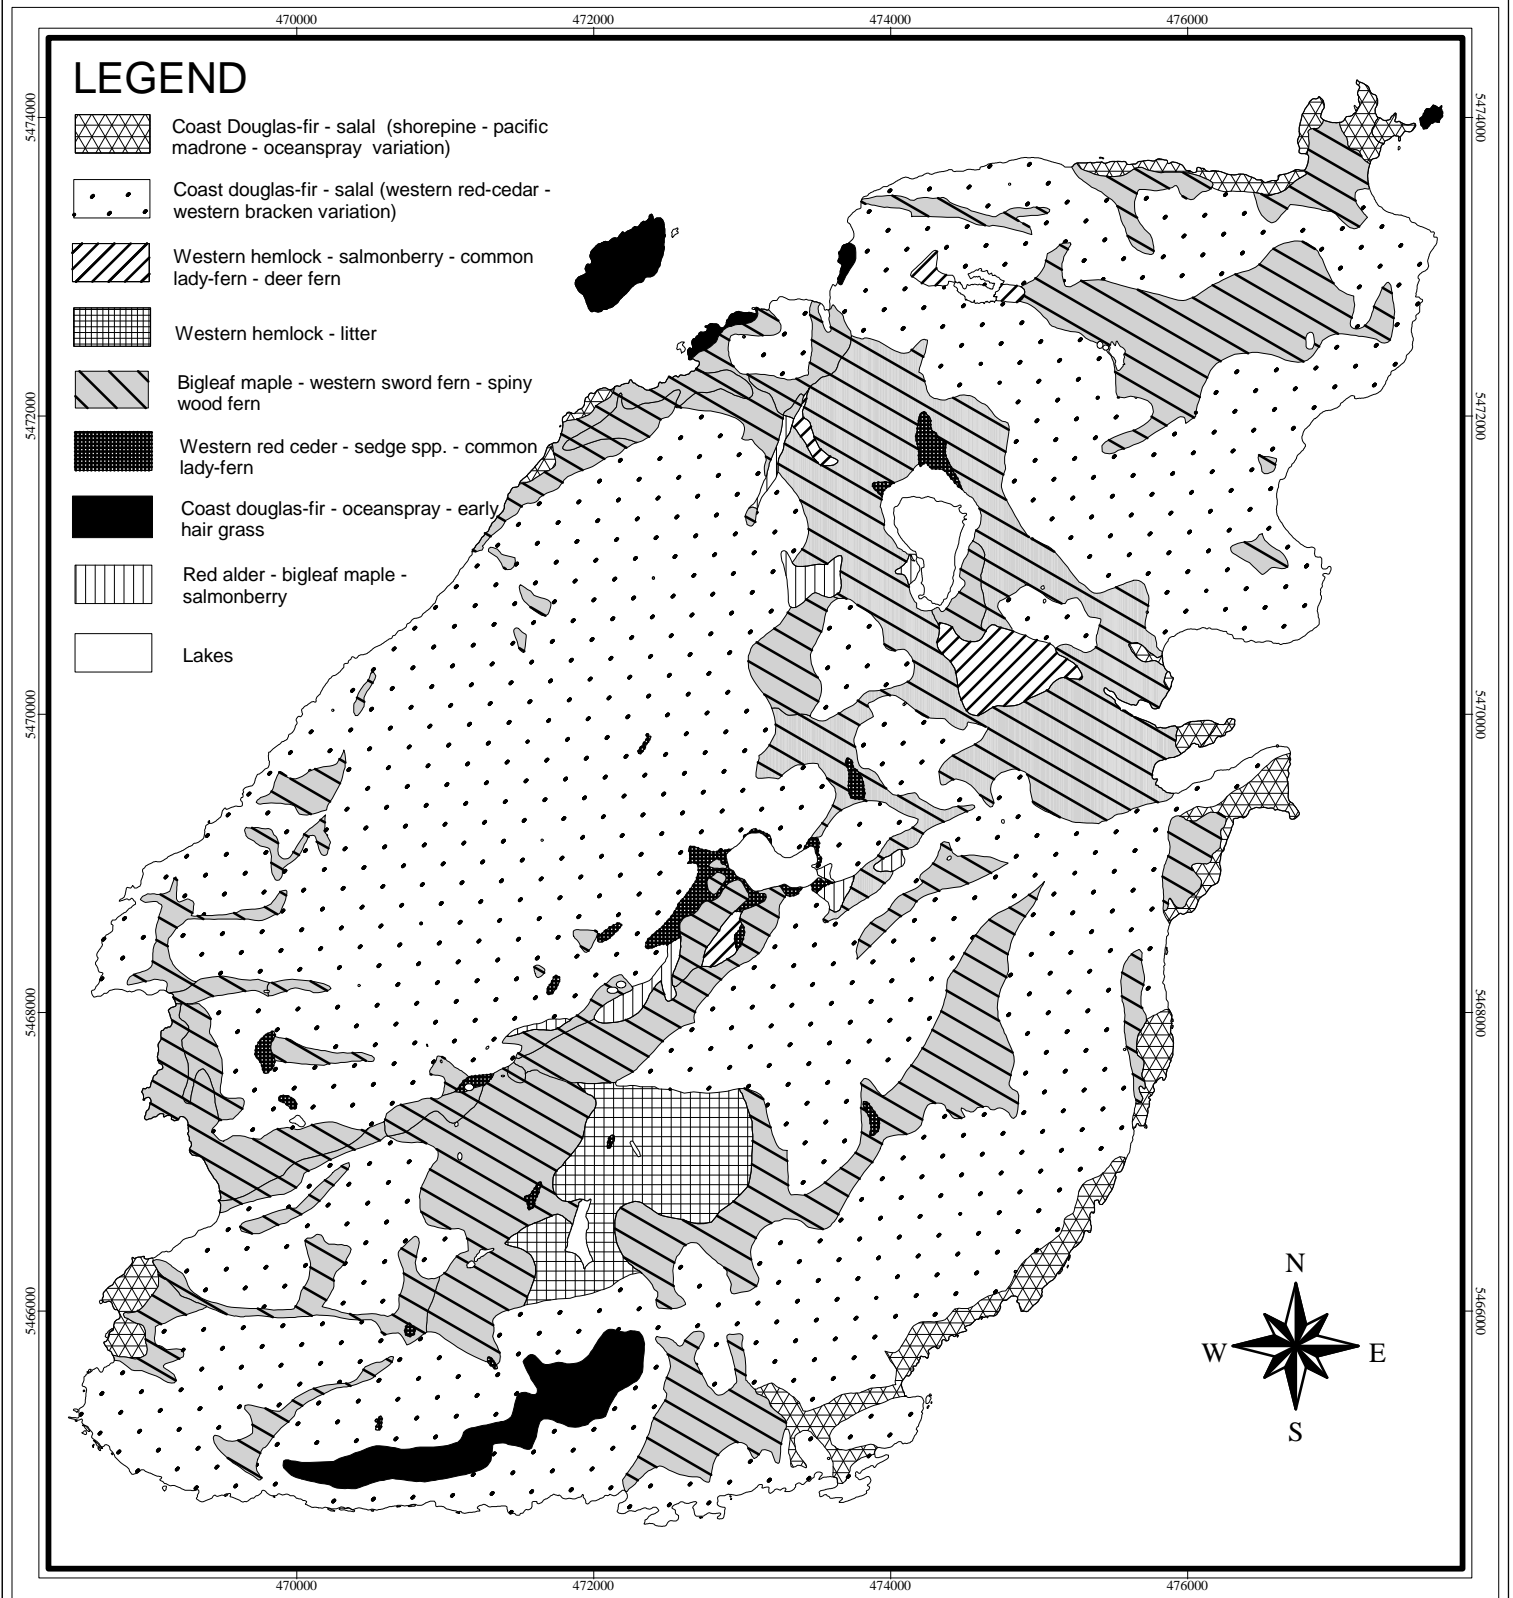 470000 472000 474000 476000
LEGEND
5474000
5474000
Coast Douglas-fir - salal (shorepine - pacific
madrone - oceanspray variation)
Coast douglas-fir - salal (western red-cedar -
western bracken variation)
Western hemlock - salmonberry - common
lady-fern - deer fern
Western hemlock - litter
Bigleaf maple - western sword fern - spiny
wood fern
5472000
5472000
Western red ceder - sedge spp. - common
lady-fern
Coast douglas-fir - oceanspray - early
hair grass
Red alder - bigleaf maple -
salmonberry
Lakes
5470000
5470000
5468000
5468000
N
5466000
5466000
W
E
S
470000 472000 474000 476000